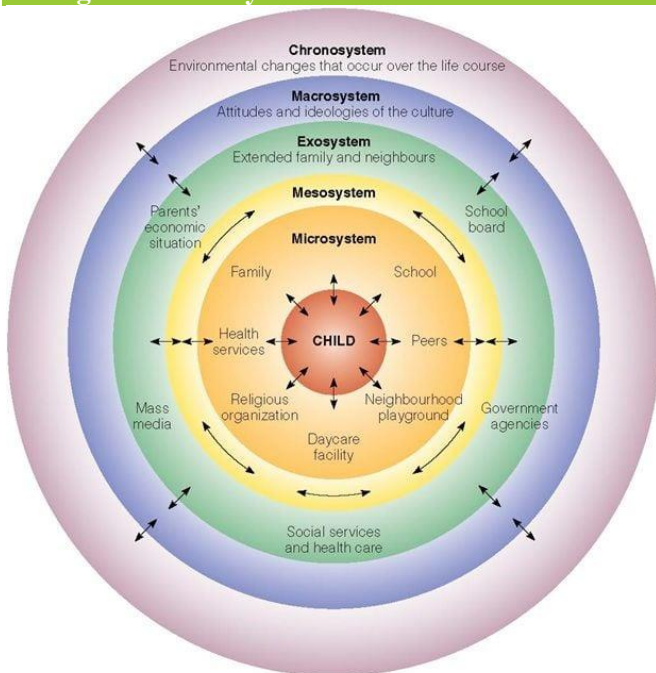 Chronosystem
Environmental changes that occur over the life course
Macrosystem
Attitudes and ideologies of the culture
Exosystem
Extended family and neighbours
Mesosystem
Parents'
economic
situation
School
board
Microsystem
Family
School
Health
services
CHILD
Peers
Religious
organization
Neighbourhood
playground
Mass
media
Government
agencies
Daycare
facility
Social services
and health care